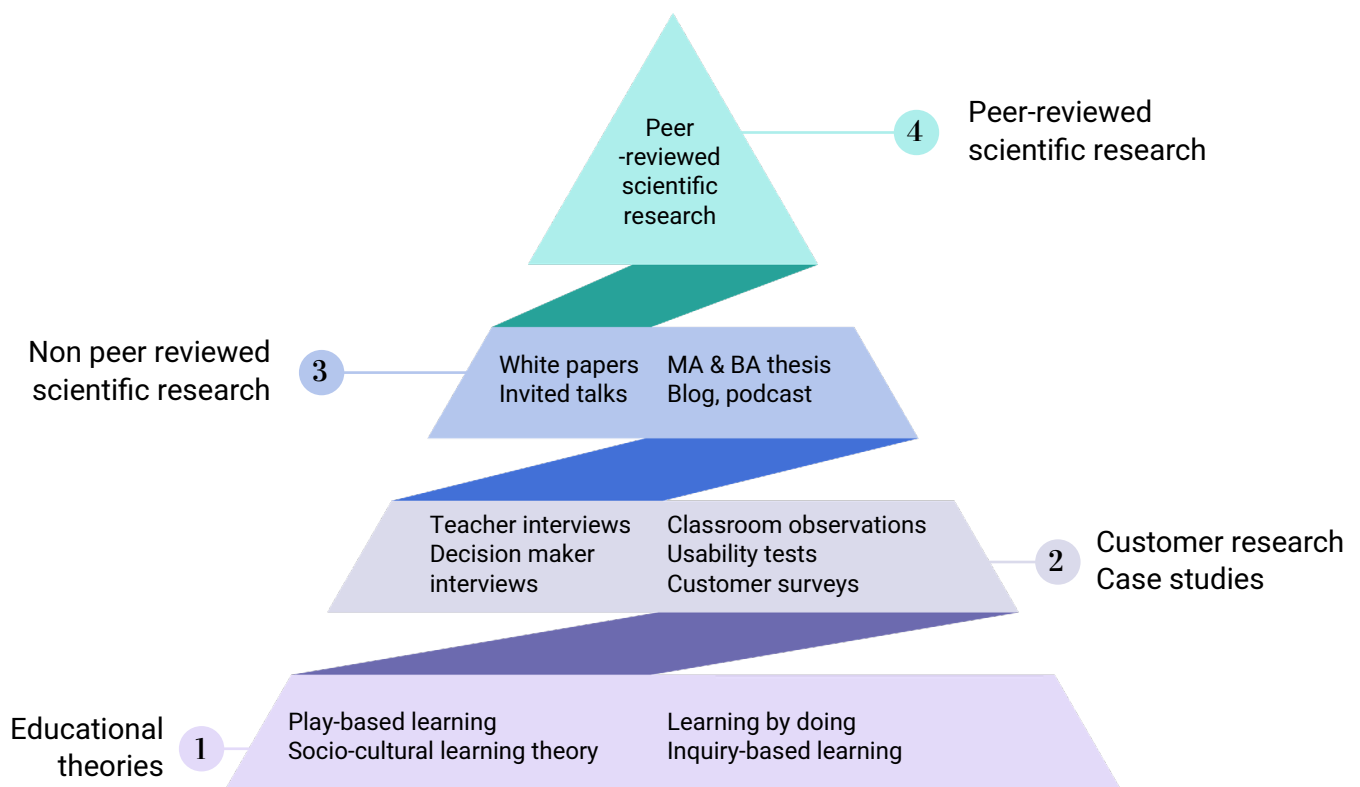 Peer
-reviewed
scientific
research
4
Peer-reviewed
scientific research
Non peer reviewed
scientific research
3
White papers
Invited talks
MA & BA thesis
Blog, podcast
Teacher interviews
Decision maker
interviews
Classroom observations
Usability tests
Customer surveys
2
Customer research
Case studies
Educational
theories
1
Play-based learning
Socio-cultural learning theory
Learning by doing
Inquiry-based learning